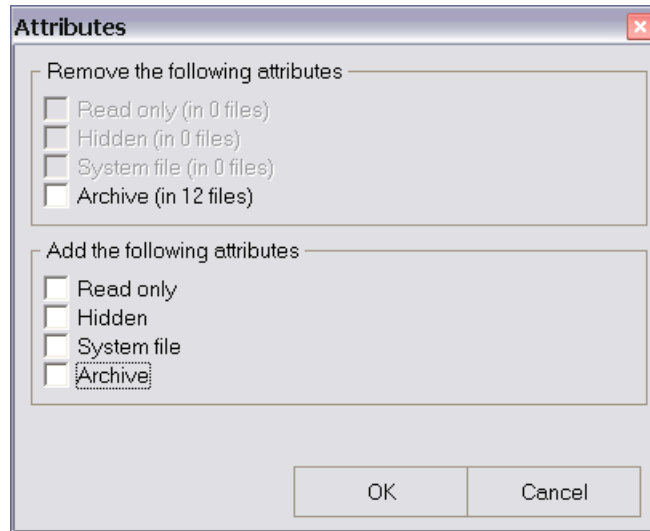 Attributes
Remove the following attributes
Read only (in 0 files)
Hidden (in 0 files)
System file (in 0 files)
Archive (in 12 files)
Add the following attributes
Read only
Hidden
System file
Archive
OK Cancel